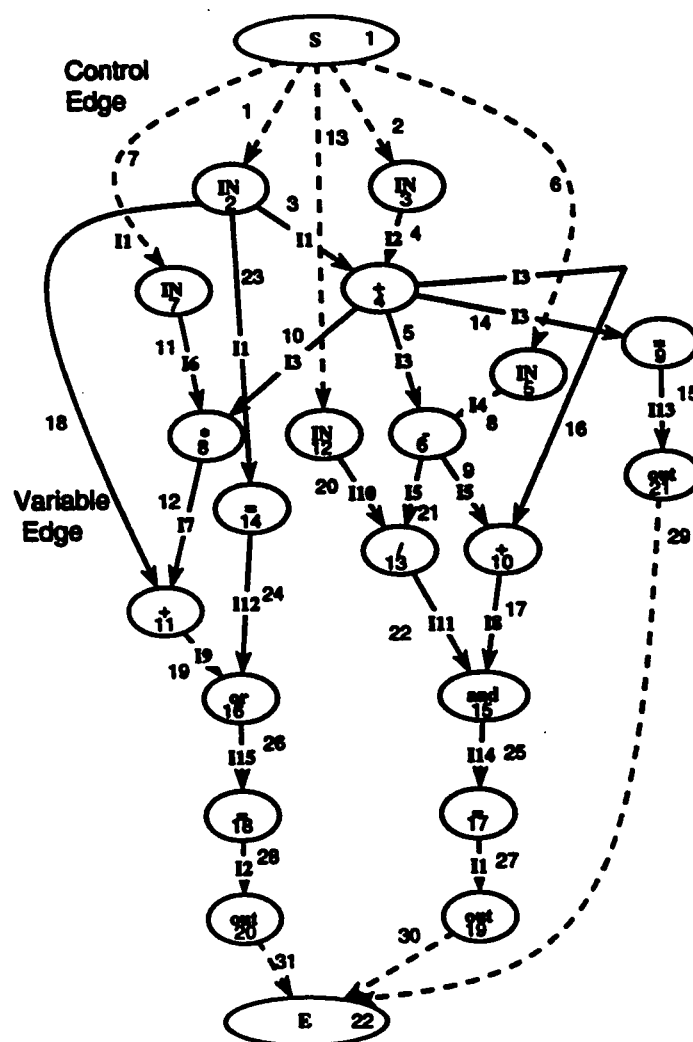 S 1
Control
Edge
1
13
2
7
6
IN
2
IN
3
3
I1
I2
4
I1
IN
7
23
+
4
I3
I3
14
=
9
10
I3
5
I3
11
I6
I1
IN
5
I4
8
15
I13
18
*
8
IN
12
-
6
16
out
21
Variable
Edge
12
I7
=
14
20
I10
I5
21
9
I5
29
/
13
+
10
I12
24
+
11
22
I11
I8
17
19
I9
or
16
and
15
I15
26
I14
25
=
18
=
17
I2
28
I1
27
out
20
out
19
31
30
E 22